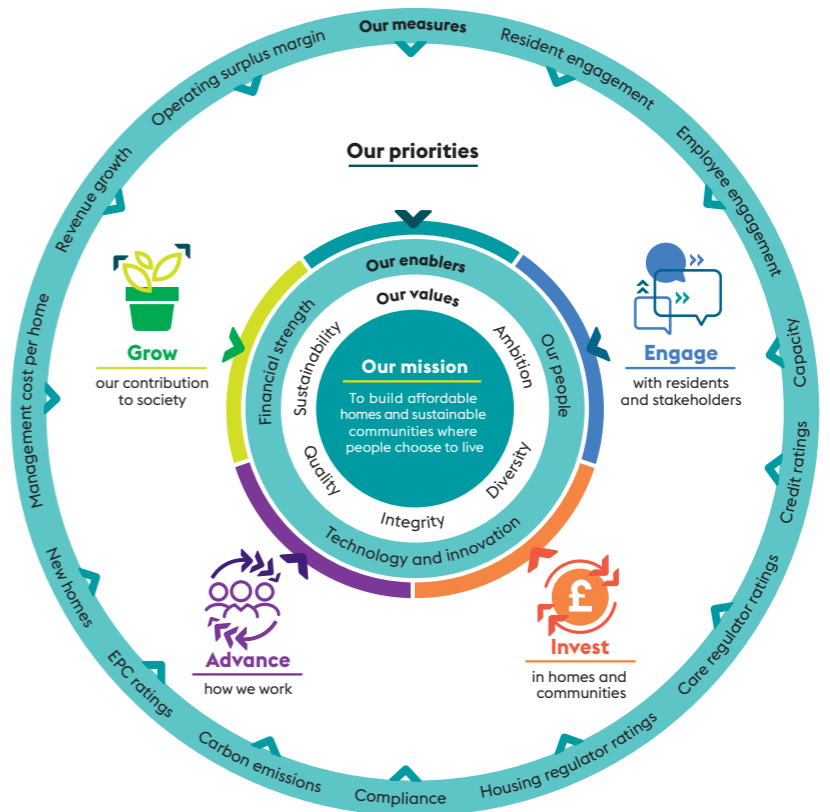 Our measures
Resident engagement
Employee engagement
Capacity
Credit ratings
Care regulator ratings
Housing regulator ratings
Compliance
Carbon emissions
EPC ratings
New homes
Management cost per home
Revenue growth
Operating surplus margin
Our priorities
Engage
with residents
and stakeholders
£
Invest
in homes and
communities
Advance
how we work
Grow
our contribution
to society
Our enablers
Our people
Technology and innovation
Financial strength
Our values
Ambition
Diversity
Integrity
Quality
Sustainability
Our mission
To build affordable
homes and sustainable
communities where
people choose to live